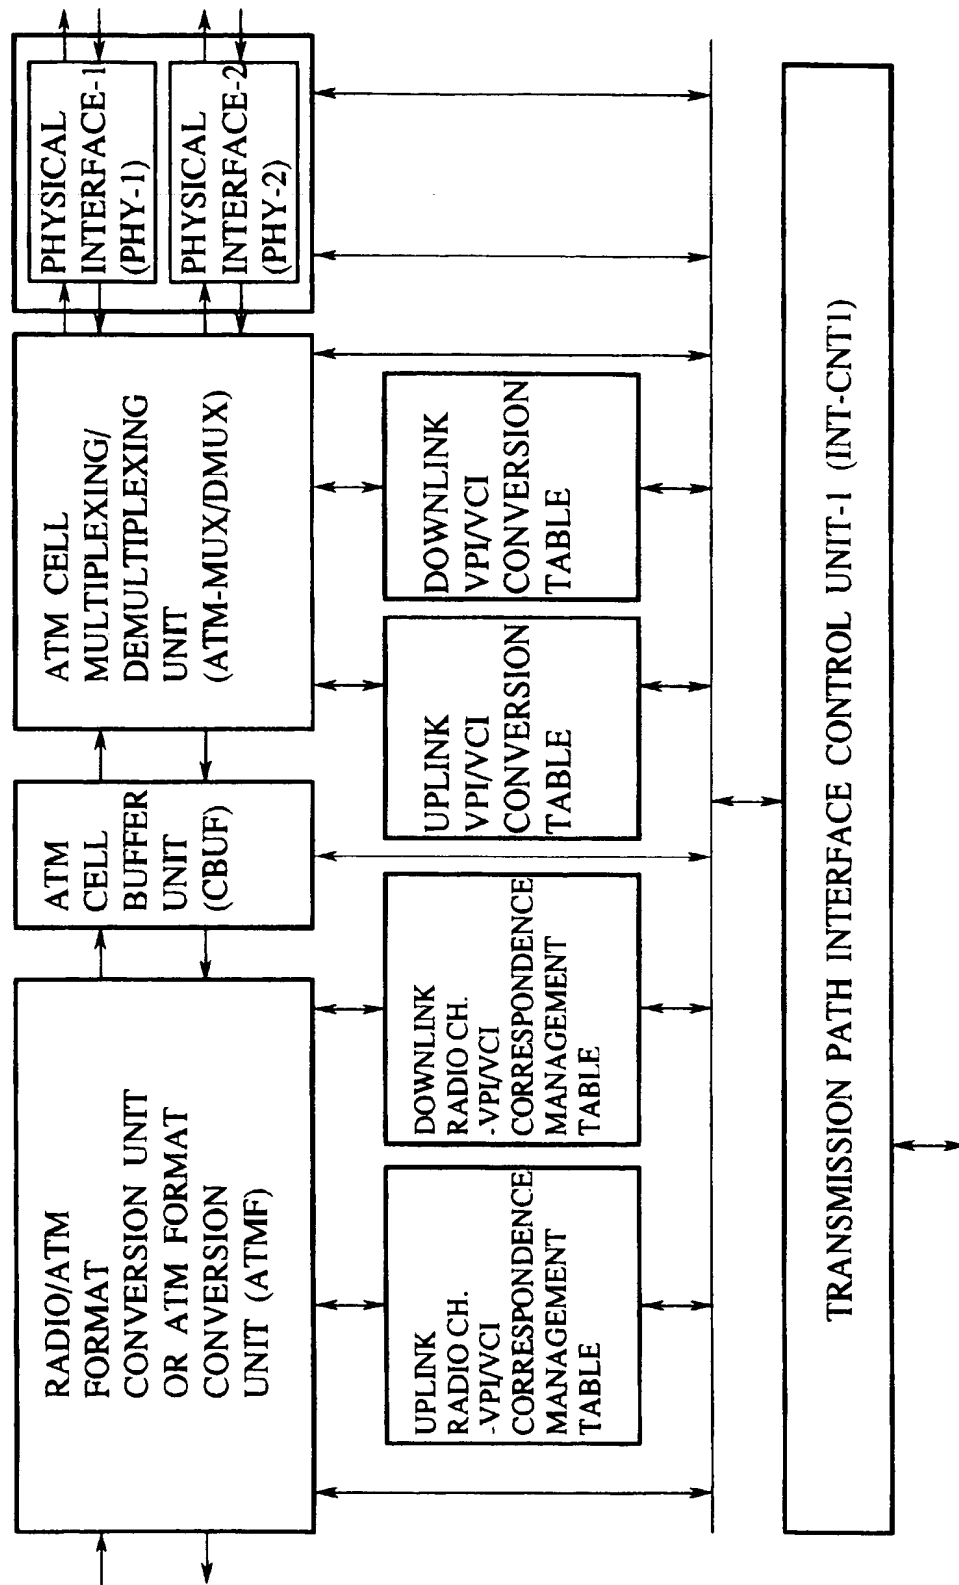 RADIO/ATM
FORMAT
CONVERSION UNIT
OR ATM FORMAT
CONVERSION
UNIT (ATMF)
ATM
CELL
BUFFER
UNIT
(CBUF)
ATM CELL
MULTIPLEXING/
DEMULTIPLEXING
UNIT
(ATM-MUX/DMUX)
PHYSICAL
INTERFACE-1
(PHY-1)
PHYSICAL
INTERFACE-2
(PHY-2)
UPLINK
RADIO CH.
-VPI/VCI
CORRESPONDENCE
MANAGEMENT
TABLE
DOWNLINK
RADIO CH.
-VPI/VCI
CORRESPONDENCE
MANAGEMENT
TABLE
UPLINK
VPI/VCI
CONVERSION
TABLE
DOWNLINK
VPI/VCI
CONVERSION
TABLE
TRANSMISSION PATH INTERFACE CONTROL UNIT-1 (INT-CNT1)